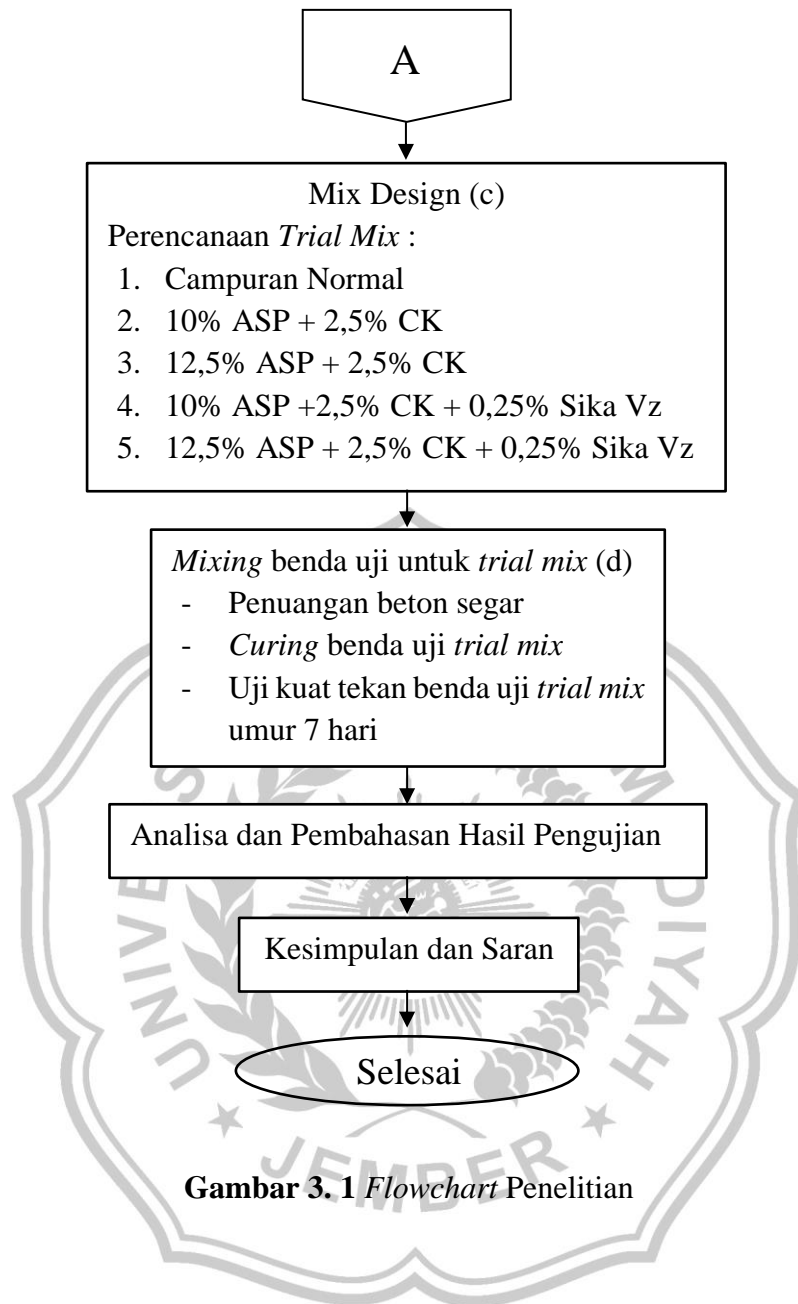 A
Mix Design (c)
Perencanaan Trial Mix :
1. Campuran Normal
2. 10% ASP + 2,5% CK
3. 12,5% ASP + 2,5% CK
4. 10% ASP +2,5% CK + 0,25% Sika Vz
5. 12,5% ASP + 2,5% CK + 0,25% Sika Vz
Mixing benda uji untuk trial mix (d)
- Penuangan beton segar
- Curing benda uji trial mix
- Uji kuat tekan benda uji trial mix
umur 7 hari
Analisa dan Pembahasan Hasil Pengujian
Kesimpulan dan Saran
Selesai
JEMBER
Gambar 3. 1 Flowchart Penelitian